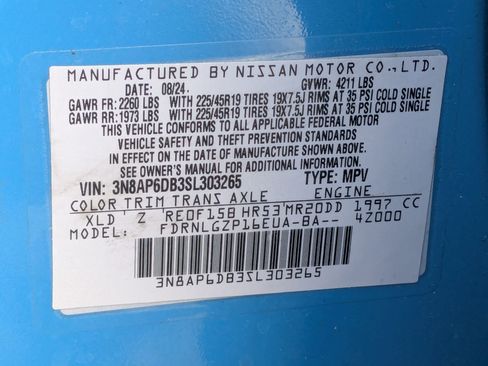 MANUFACTURED BY NISSAN MOTOR CO., LTD.
DATE: 08/24. GVWR: 4211 LBS
GAWR FR: 2260 LBS WITH 225/45R19 TIRES 19X7.5J RIMS AT 35 PSI COLD SINGLE
GAWR RR: 1973 LBS WITH 225/45R19 TIRES 19X7.5J RIMS AT 35 PSI COLD SINGLE
THIS VEHICLE CONFORMS TO ALL APPLICABLE FEDERAL MOTOR
VEHICLE SAFETY AND THEFT PREVENTION STANDARDS
IN EFFECT ON THE DATE OF MANUFACTURE SHOWN ABOVE.
SEE OWNER'S MANUAL FOR ADDITIONAL INFORMATION.
VIN: 3N8AP6DB3SL303265 TYPE: MPV
COLOR TRIM TRANS AXLE ENGINE
XLD Z RE0F15B HR53 MR20DD 1997 CC
MODEL: FDRNLGZP16EUA-BA-- 4Z000
3N8AP6DB3SL303265